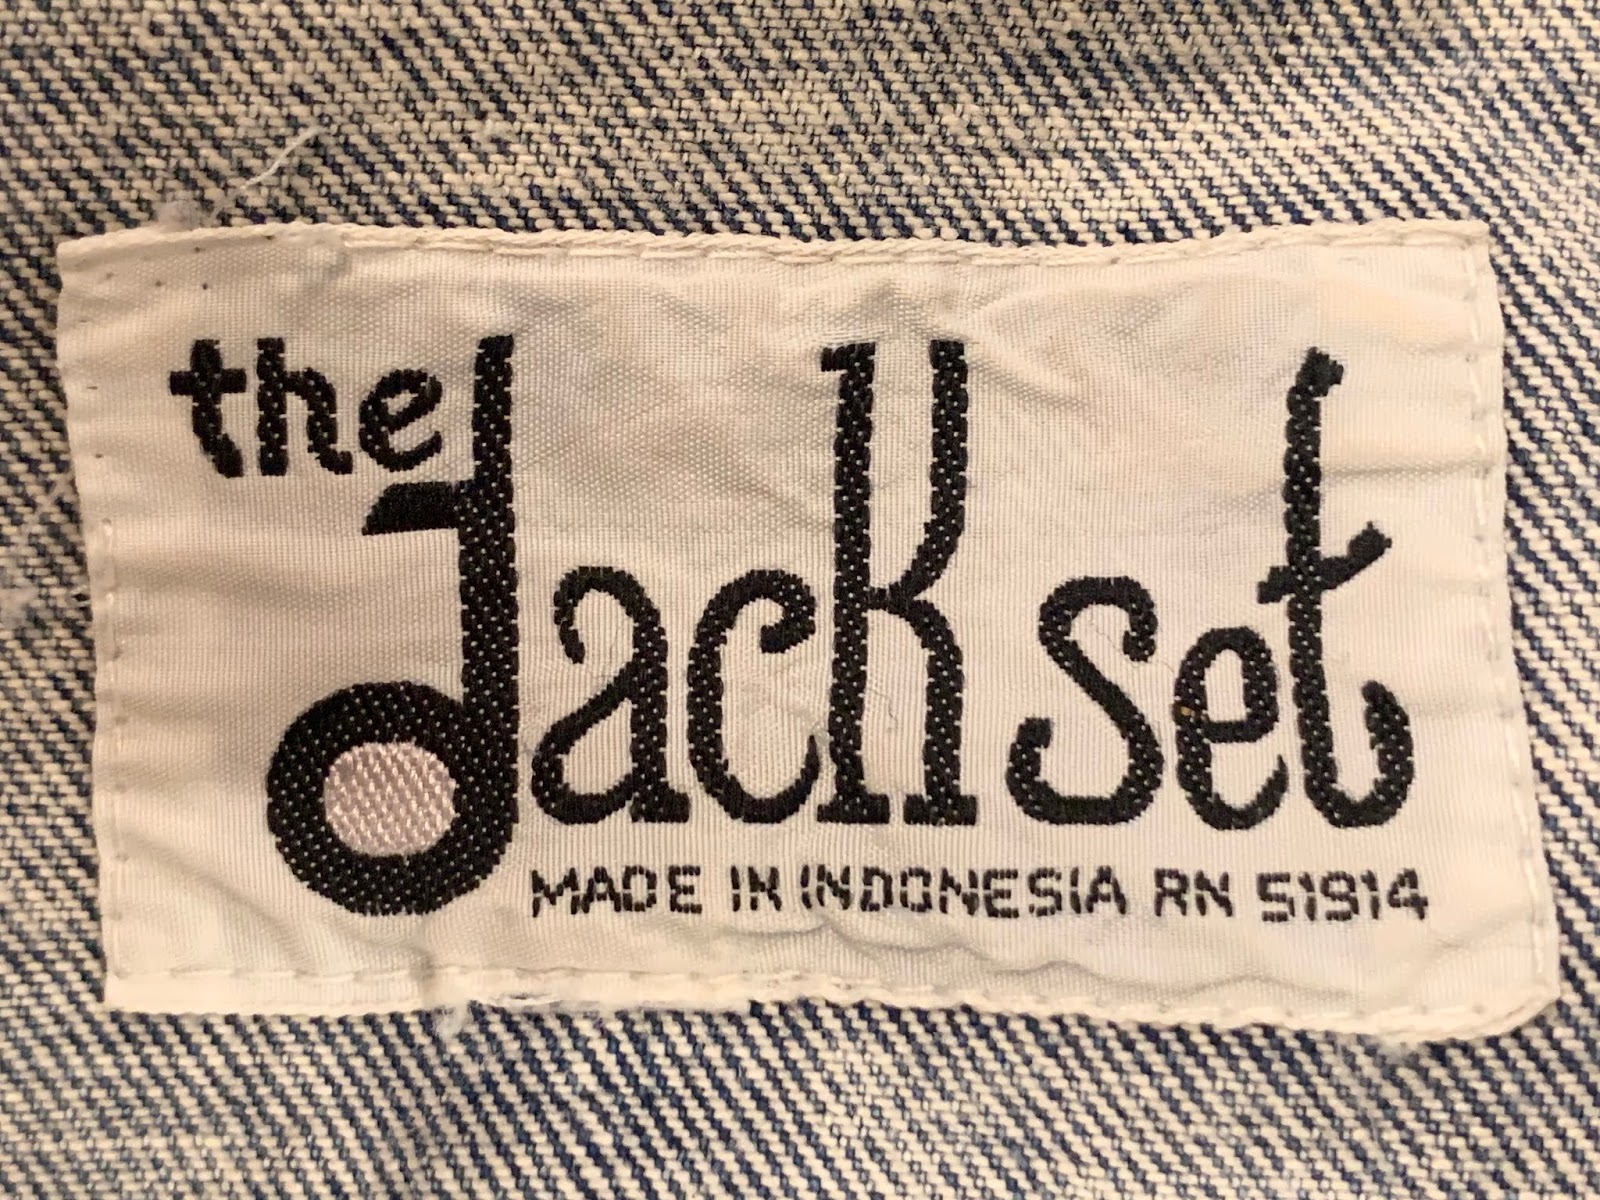 the
Jack set
MADE IN INDONESIA RN 51914